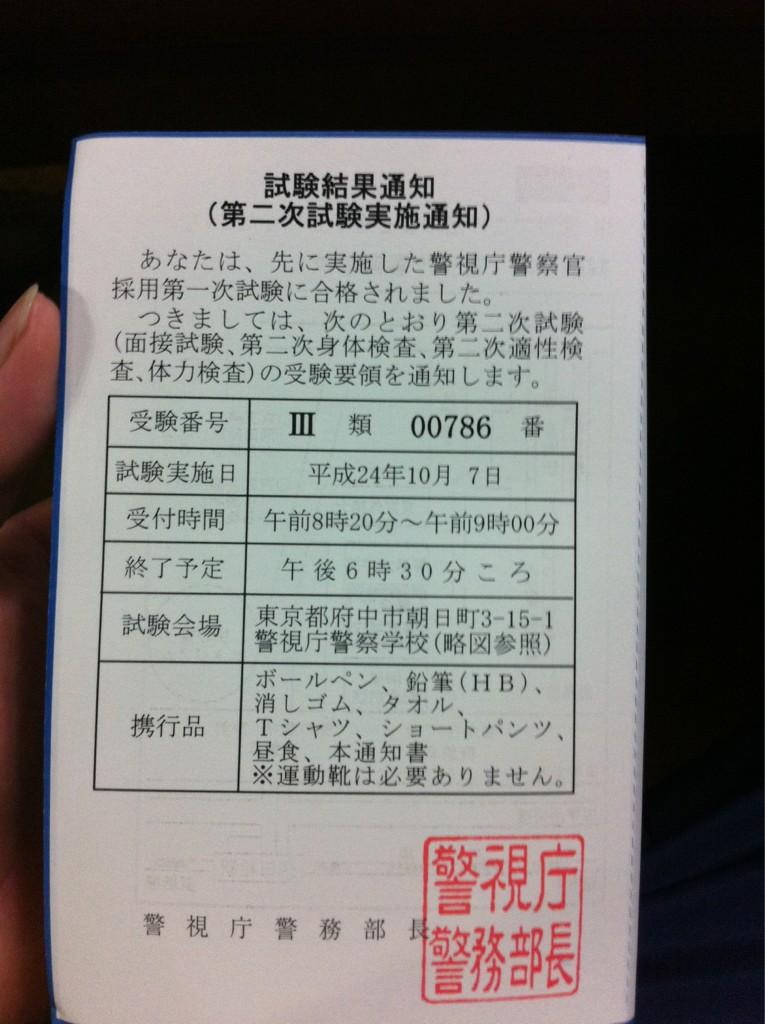 試験結果通知
（第二次試験実施通知）
あなたは、先に実施した警視庁警察官
採用第一次試験に合格されました。
つきましては、次のとおり第二次試験
（面接試験、第二次身体検査、第二次適性検
査、体力検査）の受験要領を通知します。
受験番号 Ⅲ 類 00786 番
試験実施日 平成24年10月 7日
受付時間 午前8時20分～午前9時00分
終了予定 午後6時30分ころ
試験会場 東京都府中市朝日町3-15-1
警視庁警察学校（略図参照）
携行品 ボールペン、鉛筆（ＨＢ）、
消しゴム、タオル、
Ｔシャツ、ショートパンツ、
昼食、本通知書
※運動靴は必要ありません。
警視庁警務部長
警視庁
警務部長